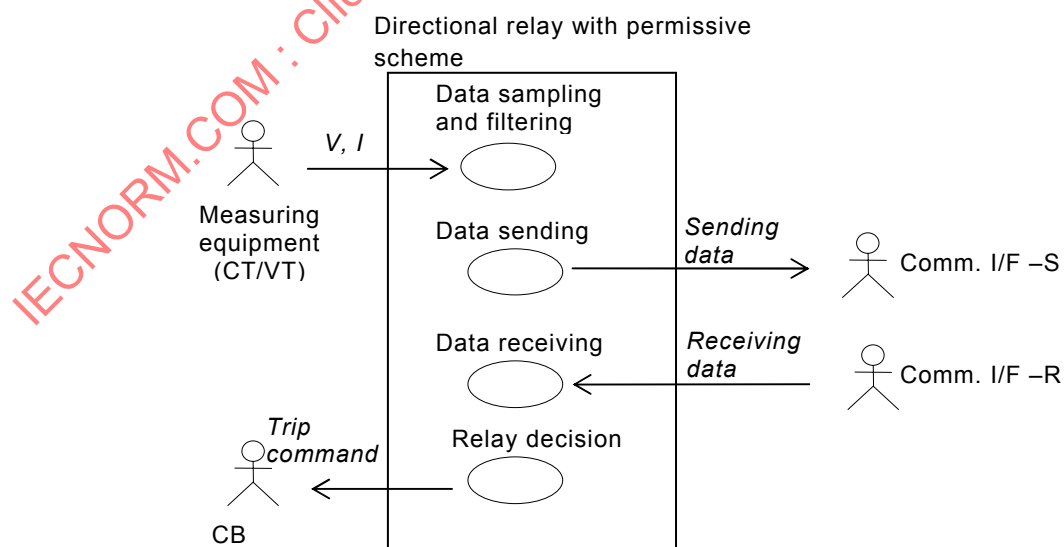 Directional relay with permissive
scheme
IECNORM.COM : Clic
Data sampling
and filtering
V, I
Measuring
equipment
(CT/VT)
Data sending
Sending
data
Comm. I/F –S
Data receiving
Receiving
data
Comm. I/F –R
Relay decision
Trip
command
CB